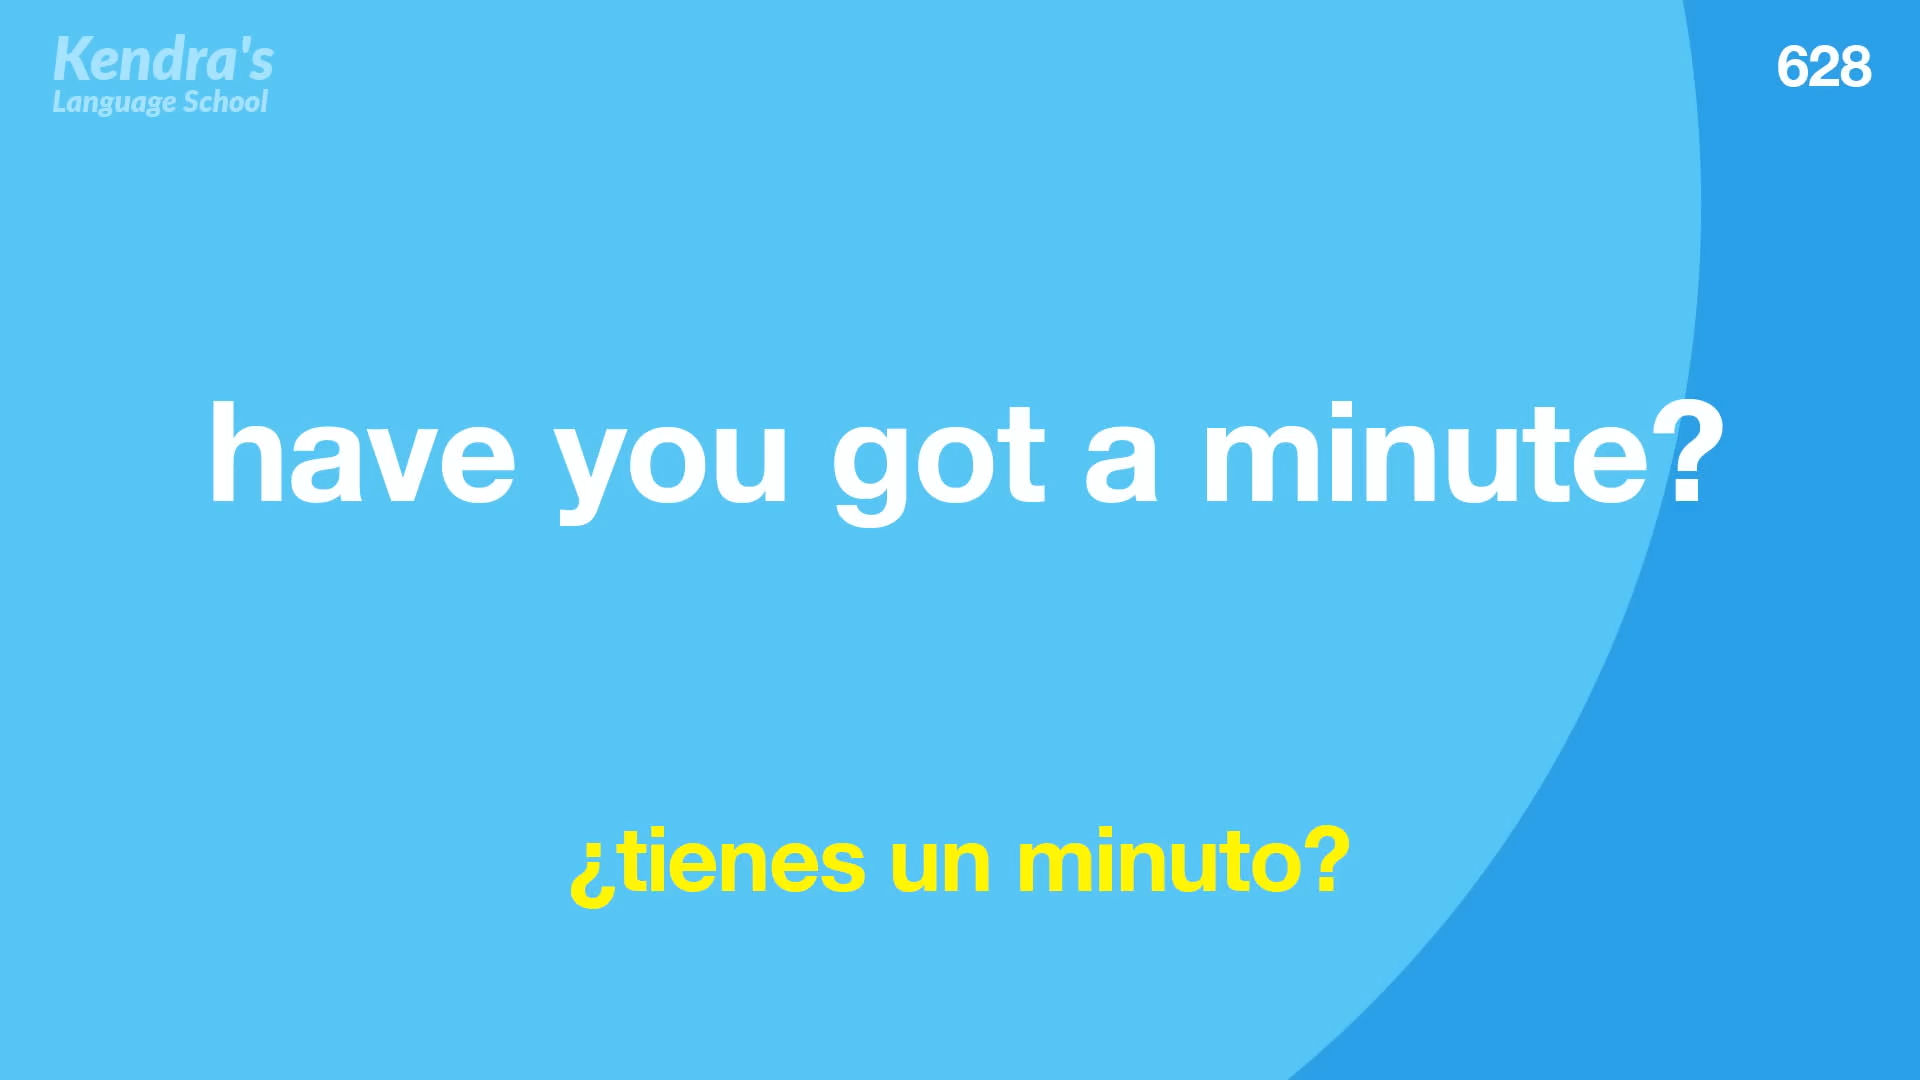 Kendra's
Language School
628
have you got a minute?
¿tienes un minuto?